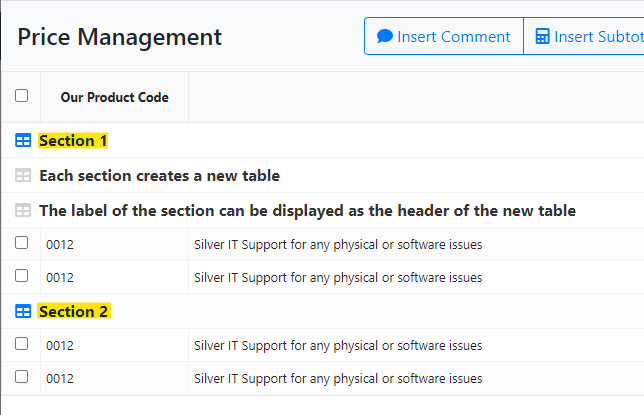 Price Management
Insert Comment
Insert Subtot
Our Product Code
Section 1
Each section creates a new table
The label of the section can be displayed as the header of the new table
0012 Silver IT Support for any physical or software issues
0012 Silver IT Support for any physical or software issues
Section 2
0012 Silver IT Support for any physical or software issues
0012 Silver IT Support for any physical or software issues